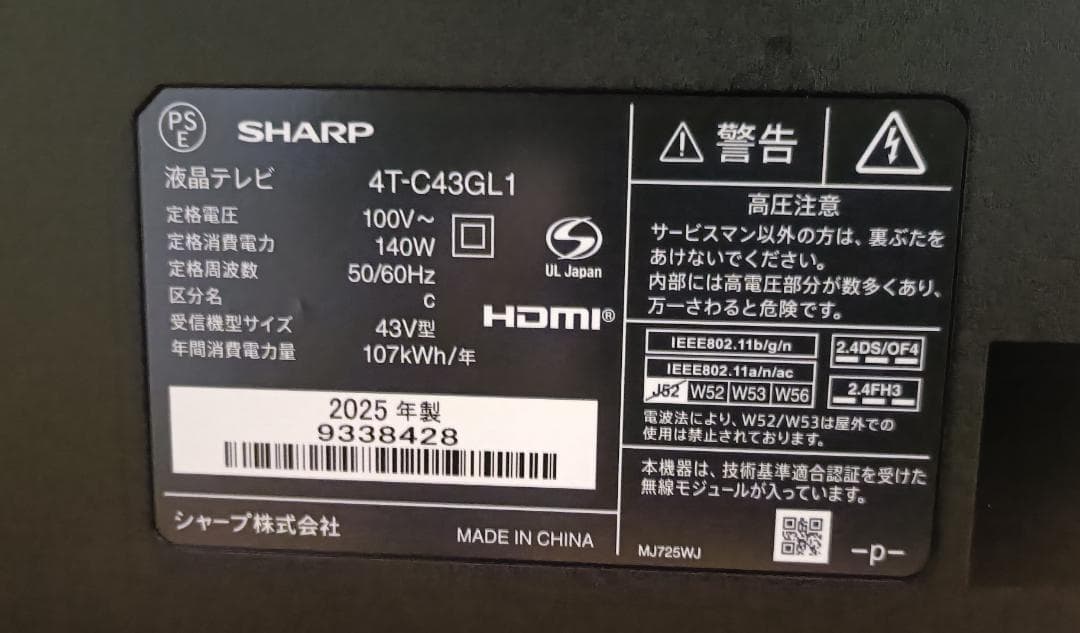 PS
E
SHARP
液晶テレビ 4T-C43GL1
定格電圧 100V～
定格消費電力 140W
定格周波数 50/60Hz
区分名 c
受信機型サイズ 43V型
年間消費電力量 107kWh/年
UL Japan
HDMI®
2025 年製
9338428
シャープ株式会社 MADE IN CHINA
警告
高圧注意
サービスマン以外の方は、裏ぶたを
あけないでください。
内部には高電圧部分が数多くあり、
万一さわると危険です。
IEEE802.11b/g/n
IEEE802.11a/n/ac
J52 W52 W53 W56
2.4DS/OF4
2.4FH3
電波法により、W52/W53は屋外での
使用は禁止されております。
本機器は、技術基準適合認証を受けた
無線モジュールが入っています。
MJ725WJ
-p-